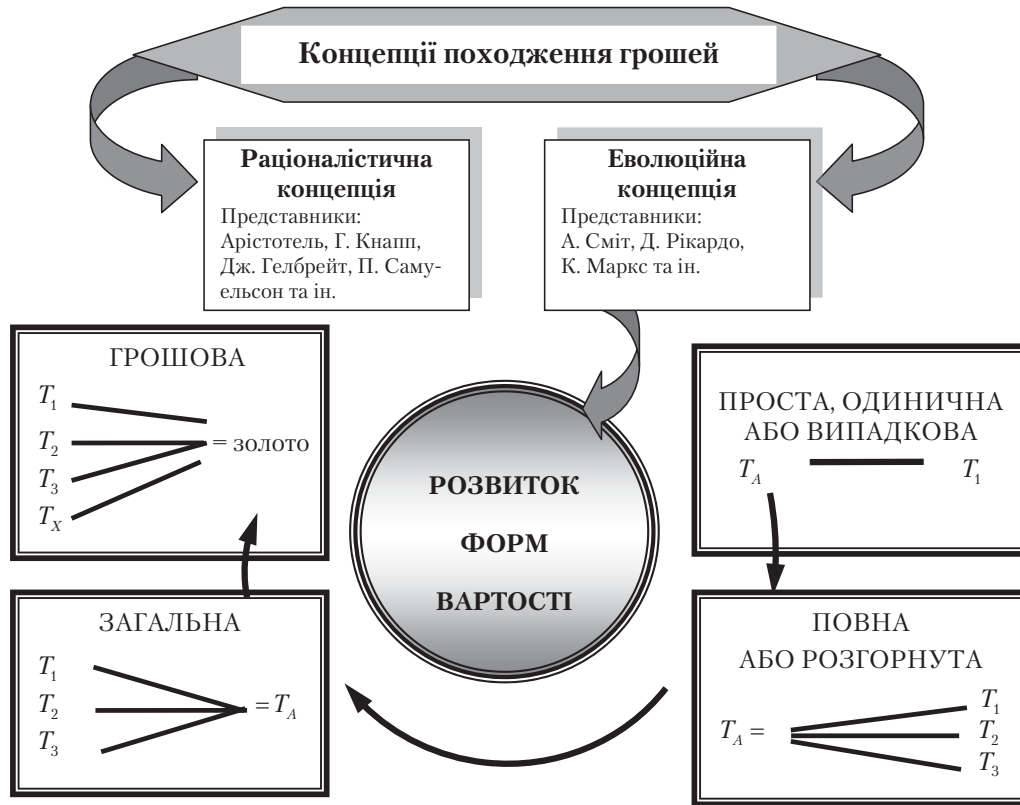 Концепції походження грошей
Раціоналістична
концепція
Представники:
Арістотель, Г. Кнапп,
Дж. Гелбрейт, П. Саму-
ельсон та ін.
Еволюційна
концепція
Представники:
А. Сміт, Д. Рікардо,
К. Маркс та ін.
ГРОШОВА
T1
T2
T3
TX
= золото
РОЗВИТОК
ФОРМ
ВАРТОСТІ
ПРОСТА, ОДИНИЧНА
АБО ВИПАДКОВА
TA T1
ПОВНА
АБО РОЗГОРНУТА
TA =
T1
T2
T3
ЗАГАЛЬНА
T1
T2
T3
= TA